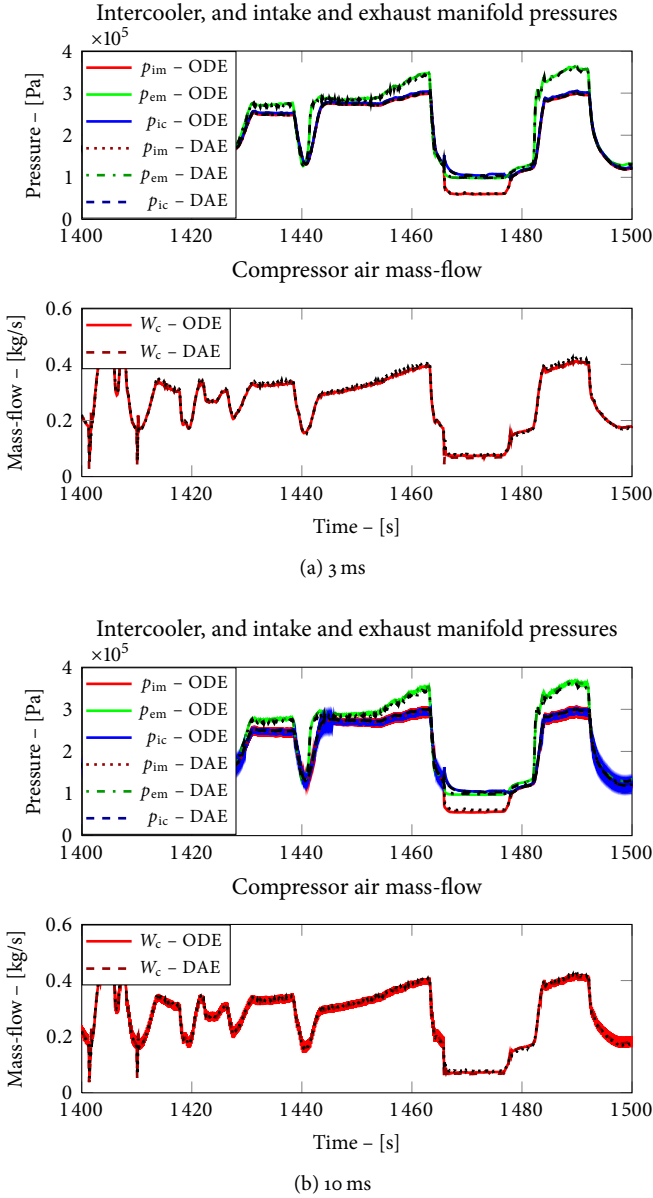 Intercooler, and intake and exhaust manifold pressures
×10⁵
4
3
2
1
0
Pressure – [Pa]
p_im – ODE
p_em – ODE
p_ic – ODE
p_im – DAE
p_em – DAE
p_ic – DAE
1 400 1 420 1 440 1 460 1 480 1 500
Compressor air mass-flow
0.6
0.4
0.2
0
Mass-flow – [kg/s]
W_c – ODE
W_c – DAE
1 400 1 420 1 440 1 460 1 480 1 500
Time – [s]
(a) 3 ms
Intercooler, and intake and exhaust manifold pressures
×10⁵
4
3
2
1
0
Pressure – [Pa]
p_im – ODE
p_em – ODE
p_ic – ODE
p_im – DAE
p_em – DAE
p_ic – DAE
1 400 1 420 1 440 1 460 1 480 1 500
Compressor air mass-flow
0.6
0.4
0.2
0
Mass-flow – [kg/s]
W_c – ODE
W_c – DAE
1 400 1 420 1 440 1 460 1 480 1 500
Time – [s]
(b) 10 ms